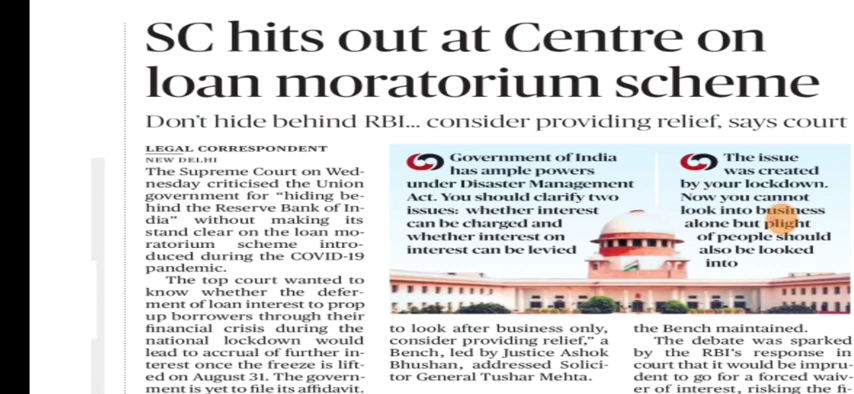 SC hits out at Centre on
loan moratorium scheme
Don't hide behind RBI... consider providing relief, says court
LEGAL CORRESPONDENT
NEW DELHI
The Supreme Court on Wed-
nesday criticised the Union
government for “hiding be-
hind the Reserve Bank of In-
dia” without making its
stand clear on the loan mo-
ratorium scheme intro-
duced during the COVID-19
pandemic.
The top court wanted to
know whether the defer-
ment of loan interest to prop
up borrowers through their
financial crisis during the
national lockdown would
lead to accrual of further in-
terest once the freeze is lift-
ed on August 31. The govern-
ment is yet to file its affidavit.
Government of India
has ample powers
under Disaster Management
Act. You should clarify two
issues: whether interest
can be charged and
whether interest on
interest can be levied
The issue
was created
by your lockdown.
Now you cannot
look into business
alone but plight
of people should
also be looked
into
to look after business only,
consider providing relief,” a
Bench, led by Justice Ashok
Bhushan, addressed Solici-
tor General Tushar Mehta.
the Bench maintained.
The debate was sparked
by the RBI's response in
court that it would be impru-
dent to go for a forced waiv-
er of interest, risking the fi-